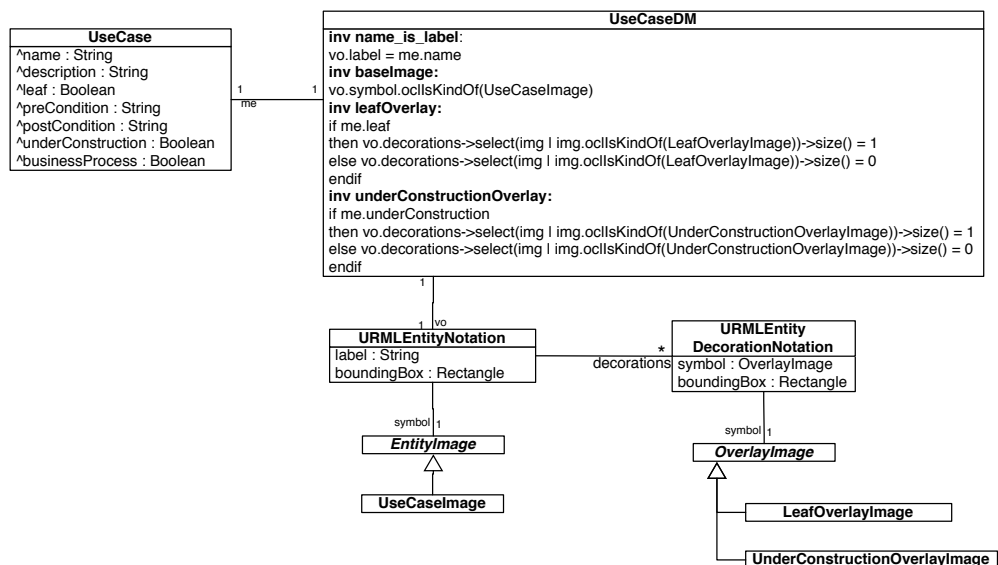 UseCase
^name : String
^description : String
^leaf : Boolean
^preCondition : String
^postCondition : String
^underConstruction : Boolean
^businessProcess : Boolean
1
me
1
UseCaseDM
inv name_is_label:
vo.label = me.name
inv baseImage:
vo.symbol.oclIsKindOf(UseCaseImage)
inv leafOverlay:
if me.leaf
then vo.decorations->select(img | img.oclIsKindOf(LeafOverlayImage))->size() = 1
else vo.decorations->select(img | img.oclIsKindOf(LeafOverlayImage))->size() = 0
endif
inv underConstructionOverlay:
if me.underConstruction
then vo.decorations->select(img | img.oclIsKindOf(UnderConstructionOverlayImage))->size() = 1
else vo.decorations->select(img | img.oclIsKindOf(UnderConstructionOverlayImage))->size() = 0
endif
1
1 vo
URMLEntityNotation
label : String
boundingBox : Rectangle
*
decorations
URMLEntity
DecorationNotation
symbol : OverlayImage
boundingBox : Rectangle
symbol 1
EntityImage
UseCaseImage
symbol 1
OverlayImage
LeafOverlayImage
UnderConstructionOverlayImage